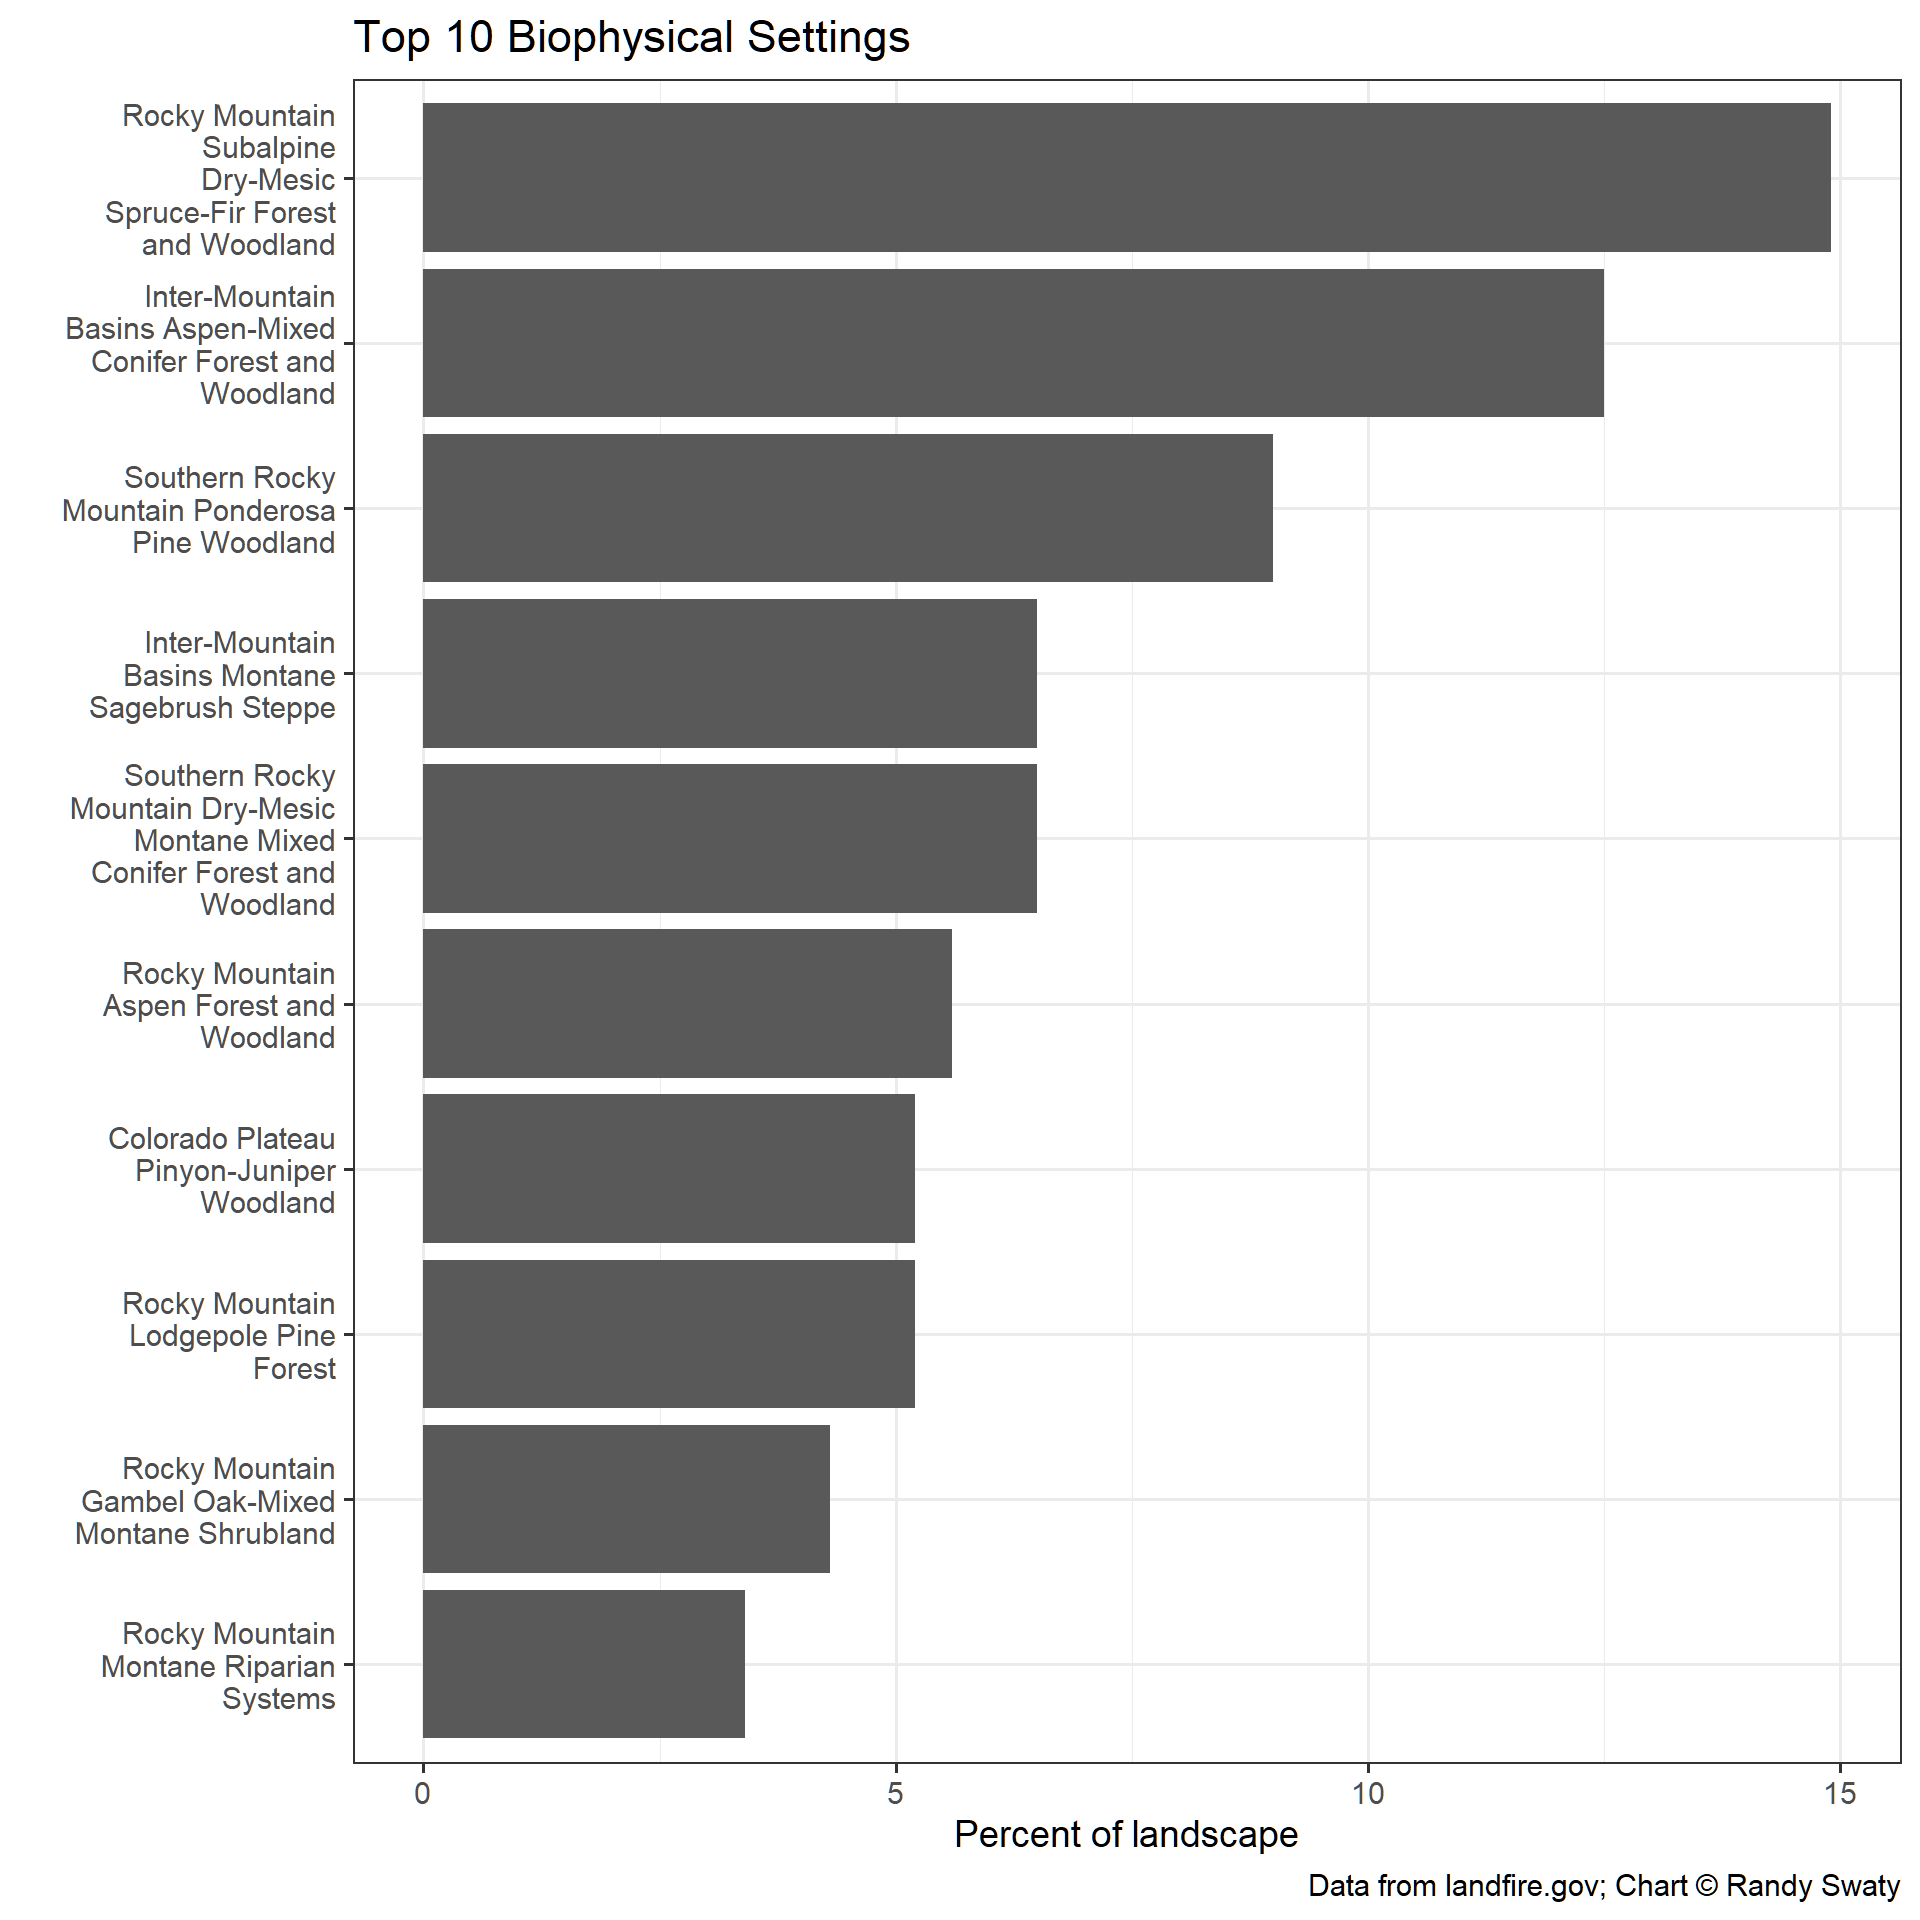 Top 10 Biophysical Settings
Rocky Mountain
Subalpine
Dry-Mesic
Spruce-Fir Forest
and Woodland
Inter-Mountain
Basins Aspen-Mixed
Conifer Forest and
Woodland
Southern Rocky
Mountain Ponderosa
Pine Woodland
Inter-Mountain
Basins Montane
Sagebrush Steppe
Southern Rocky
Mountain Dry-Mesic
Montane Mixed
Conifer Forest and
Woodland
Rocky Mountain
Aspen Forest and
Woodland
Colorado Plateau
Pinyon-Juniper
Woodland
Rocky Mountain
Lodgepole Pine
Forest
Rocky Mountain
Gambel Oak-Mixed
Montane Shrubland
Rocky Mountain
Montane Riparian
Systems
0 5 10 15
Percent of landscape
Data from landfire.gov; Chart © Randy Swaty